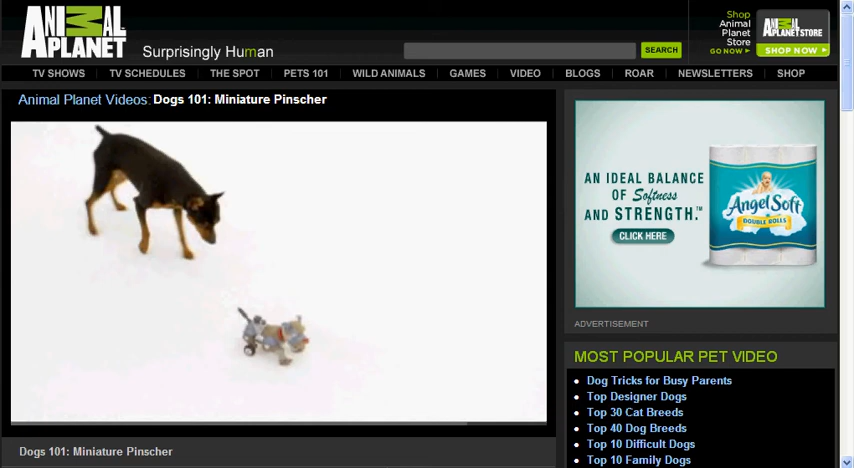 ANIMAL
PLANET
Surprisingly Human
SEARCH
Shop
Animal
Planet
Store
GO NOW
ANIMAL
PLANET STORE
SHOP NOW
TV SHOWS
TV SCHEDULES
THE SPOT
PETS 101
WILD ANIMALS
GAMES
VIDEO
BLOGS
ROAR
NEWSLETTERS
SHOP
Animal Planet Videos: Dogs 101: Miniature Pinscher
AN IDEAL BALANCE
OF Softness
AND STRENGTH.™
CLICK HERE
Angel Soft
DOUBLE ROLLS
ADVERTISEMENT
MOST POPULAR PET VIDEO
Dog Tricks for Busy Parents
Top Designer Dogs
Top 30 Cat Breeds
Top 40 Dog Breeds
Top 10 Difficult Dogs
Top 10 Family Dogs
Dogs 101: Miniature Pinscher